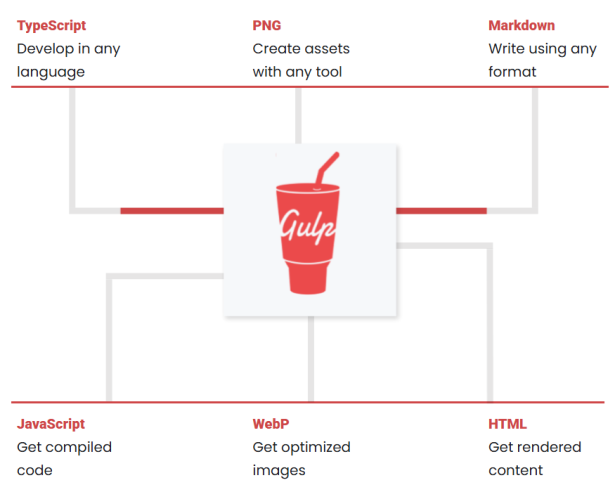 TypeScript
Develop in any
language
PNG
Create assets
with any tool
Markdown
Write using any
format
Gulp
JavaScript
Get compiled
code
WebP
Get optimized
images
HTML
Get rendered
content